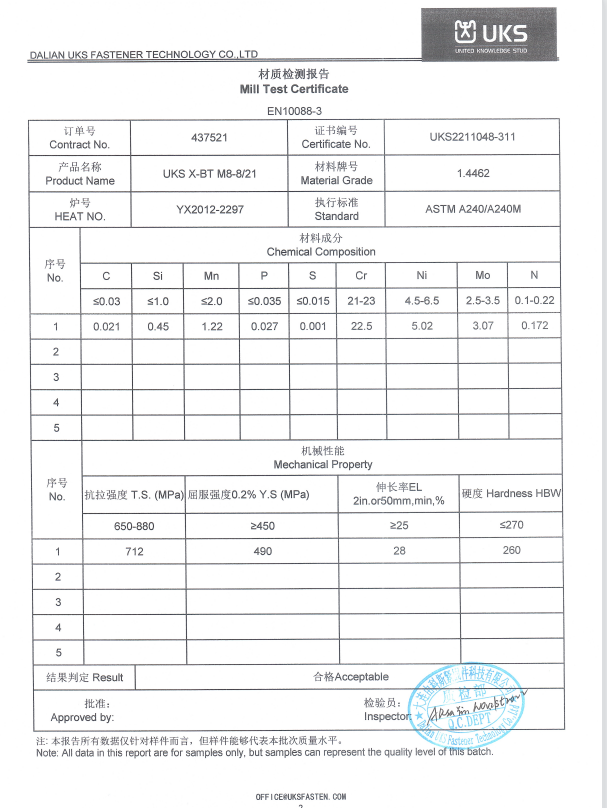 UKS
UNITED KNOWLEDGE STUD
DALIAN UKS FASTENER TECHNOLOGY CO.,LTD
材质检测报告
Mill Test Certificate
EN10088-3
订单号 Contract No. 437521 证书编号 Certificate No. UKS2211048-311
产品名称 Product Name UKS X-BT M8-8/21 材料牌号 Material Grade 1.4462
炉号 HEAT NO. YX2012-2297 执行标准 Standard ASTM A240/A240M
序号 No.
材料成分
Chemical Composition
C Si Mn P S Cr Ni Mo N
≤0.03 ≤1.0 ≤2.0 ≤0.035 ≤0.015 21-23 4.5-6.5 2.5-3.5 0.1-0.22
1 0.021 0.45 1.22 0.027 0.001 22.5 5.02 3.07 0.172
2
3
4
5
序号 No.
机械性能
Mechanical Property
抗拉强度 T.S. (MPa) 屈服强度0.2% Y.S (MPa) 伸长率EL 2in.or50mm,min,% 硬度 Hardness HBW
650-880 ≥450 ≥25 ≤270
1 712 490 28 260
2
3
4
5
结果判定 Result 合格Acceptable
批准: 检验员:
Approved by: Inspector:
Q.C.DEPT
Dalian UKS Fastener Technology Co.,Ltd
注: 本报告所有数据仅针对样件而言，但样件能够代表本批次质量水平。
Note: All data in this report are for samples only, but samples can represent the quality level of this batch.
OFFICE@UKSFASTEN.COM